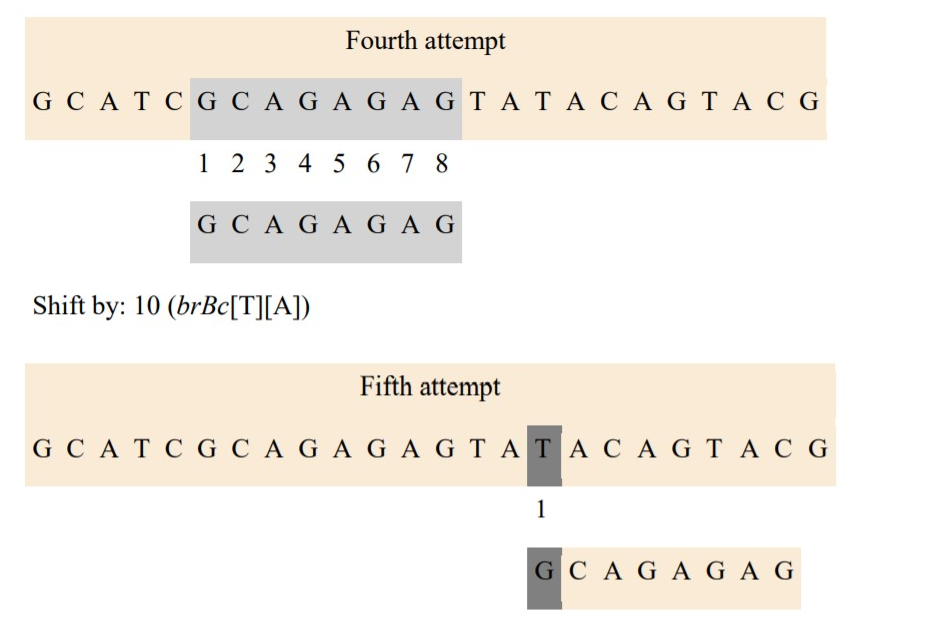 Fourth attempt
G C A T C G C A G A G A G T A T A C A G T A C G
1 2 3 4 5 6 7 8
G C A G A G A G
Shift by: 10 (brBc[T][A])
Fifth attempt
G C A T C G C A G A G A G T A T A C A G T A C G
1
G C A G A G A G